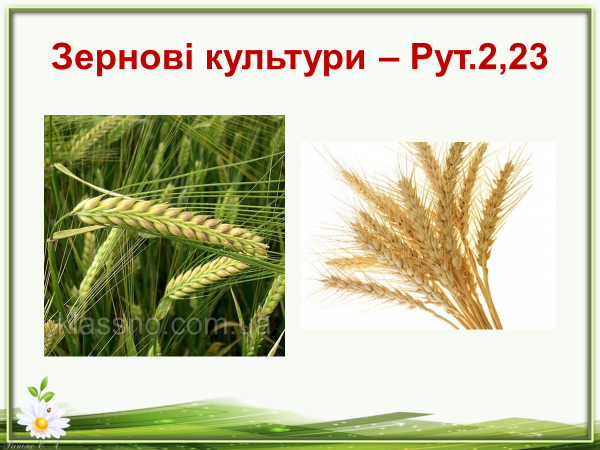 Зернові культури – Рут.2,23
klassno.com.ua